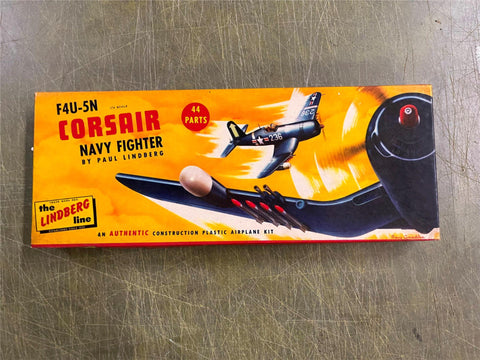 F4U-5N
CORSAIR
NAVY FIGHTER
BY PAUL LINDBERG
44
PARTS
236
the
LINDBERG
line
AN AUTHENTIC CONSTRUCTION PLASTIC AIRPLANE KIT